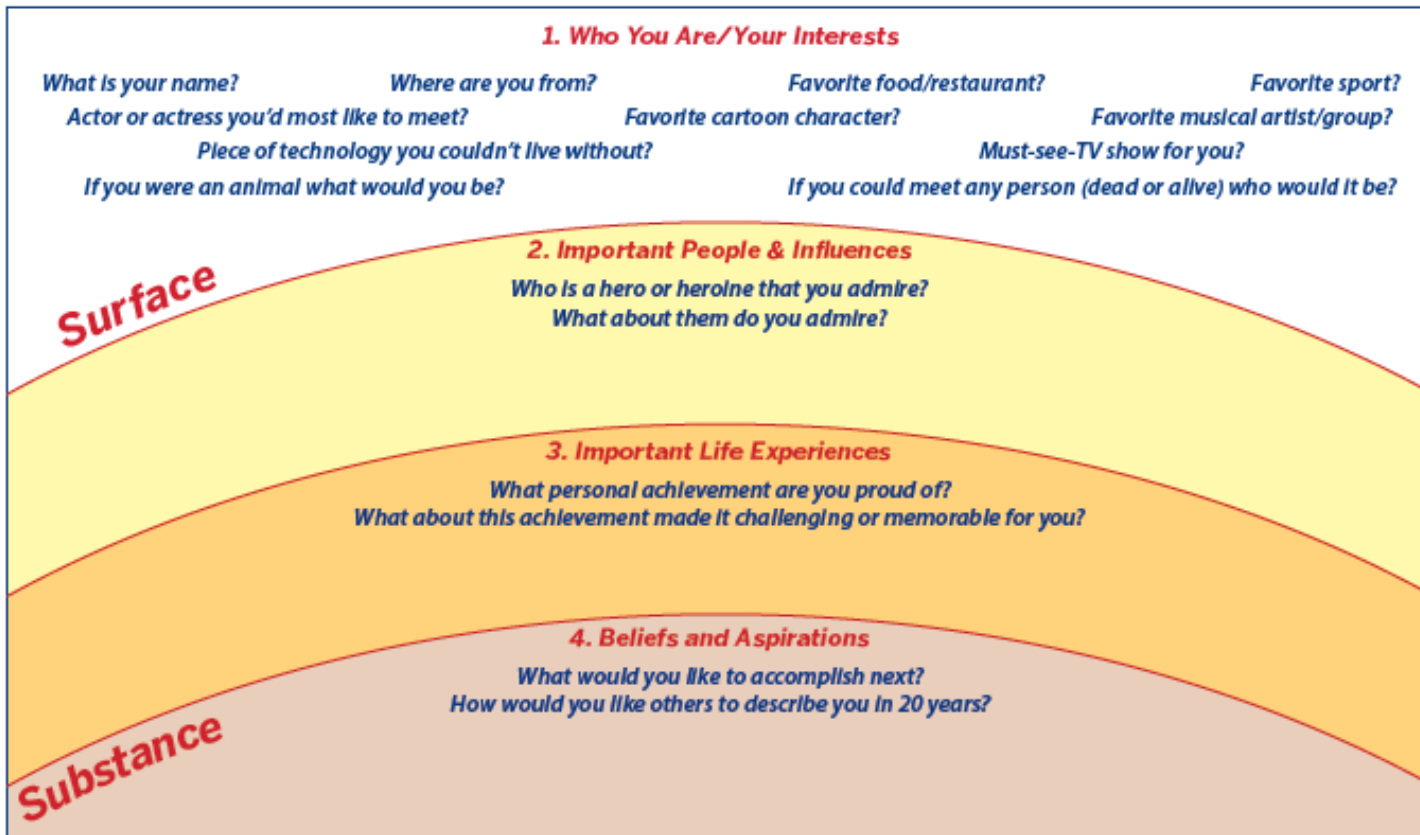 1. Who You Are/Your Interests
What is your name? Where are you from? Favorite food/restaurant? Favorite sport?
Actor or actress you'd most like to meet? Favorite cartoon character? Favorite musical artist/group?
Piece of technology you couldn't live without? Must-see-TV show for you?
If you were an animal what would you be? If you could meet any person (dead or alive) who would it be?
Surface
2. Important People & Influences
Who is a hero or heroine that you admire?
What about them do you admire?
3. Important Life Experiences
What personal achievement are you proud of?
What about this achievement made it challenging or memorable for you?
4. Beliefs and Aspirations
What would you like to accomplish next?
How would you like others to describe you in 20 years?
Substance